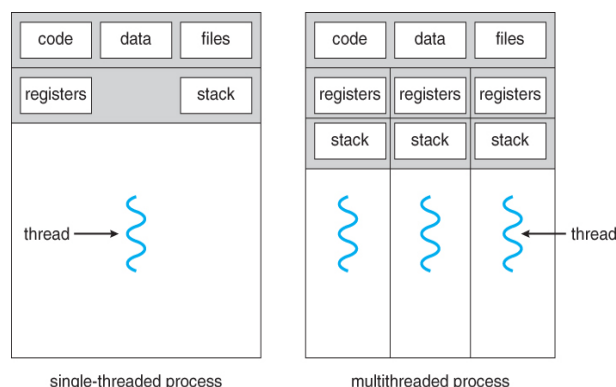 code data files code data files
registers stack registers registers registers
stack stack stack
thread thread
single-threaded process multithreaded process